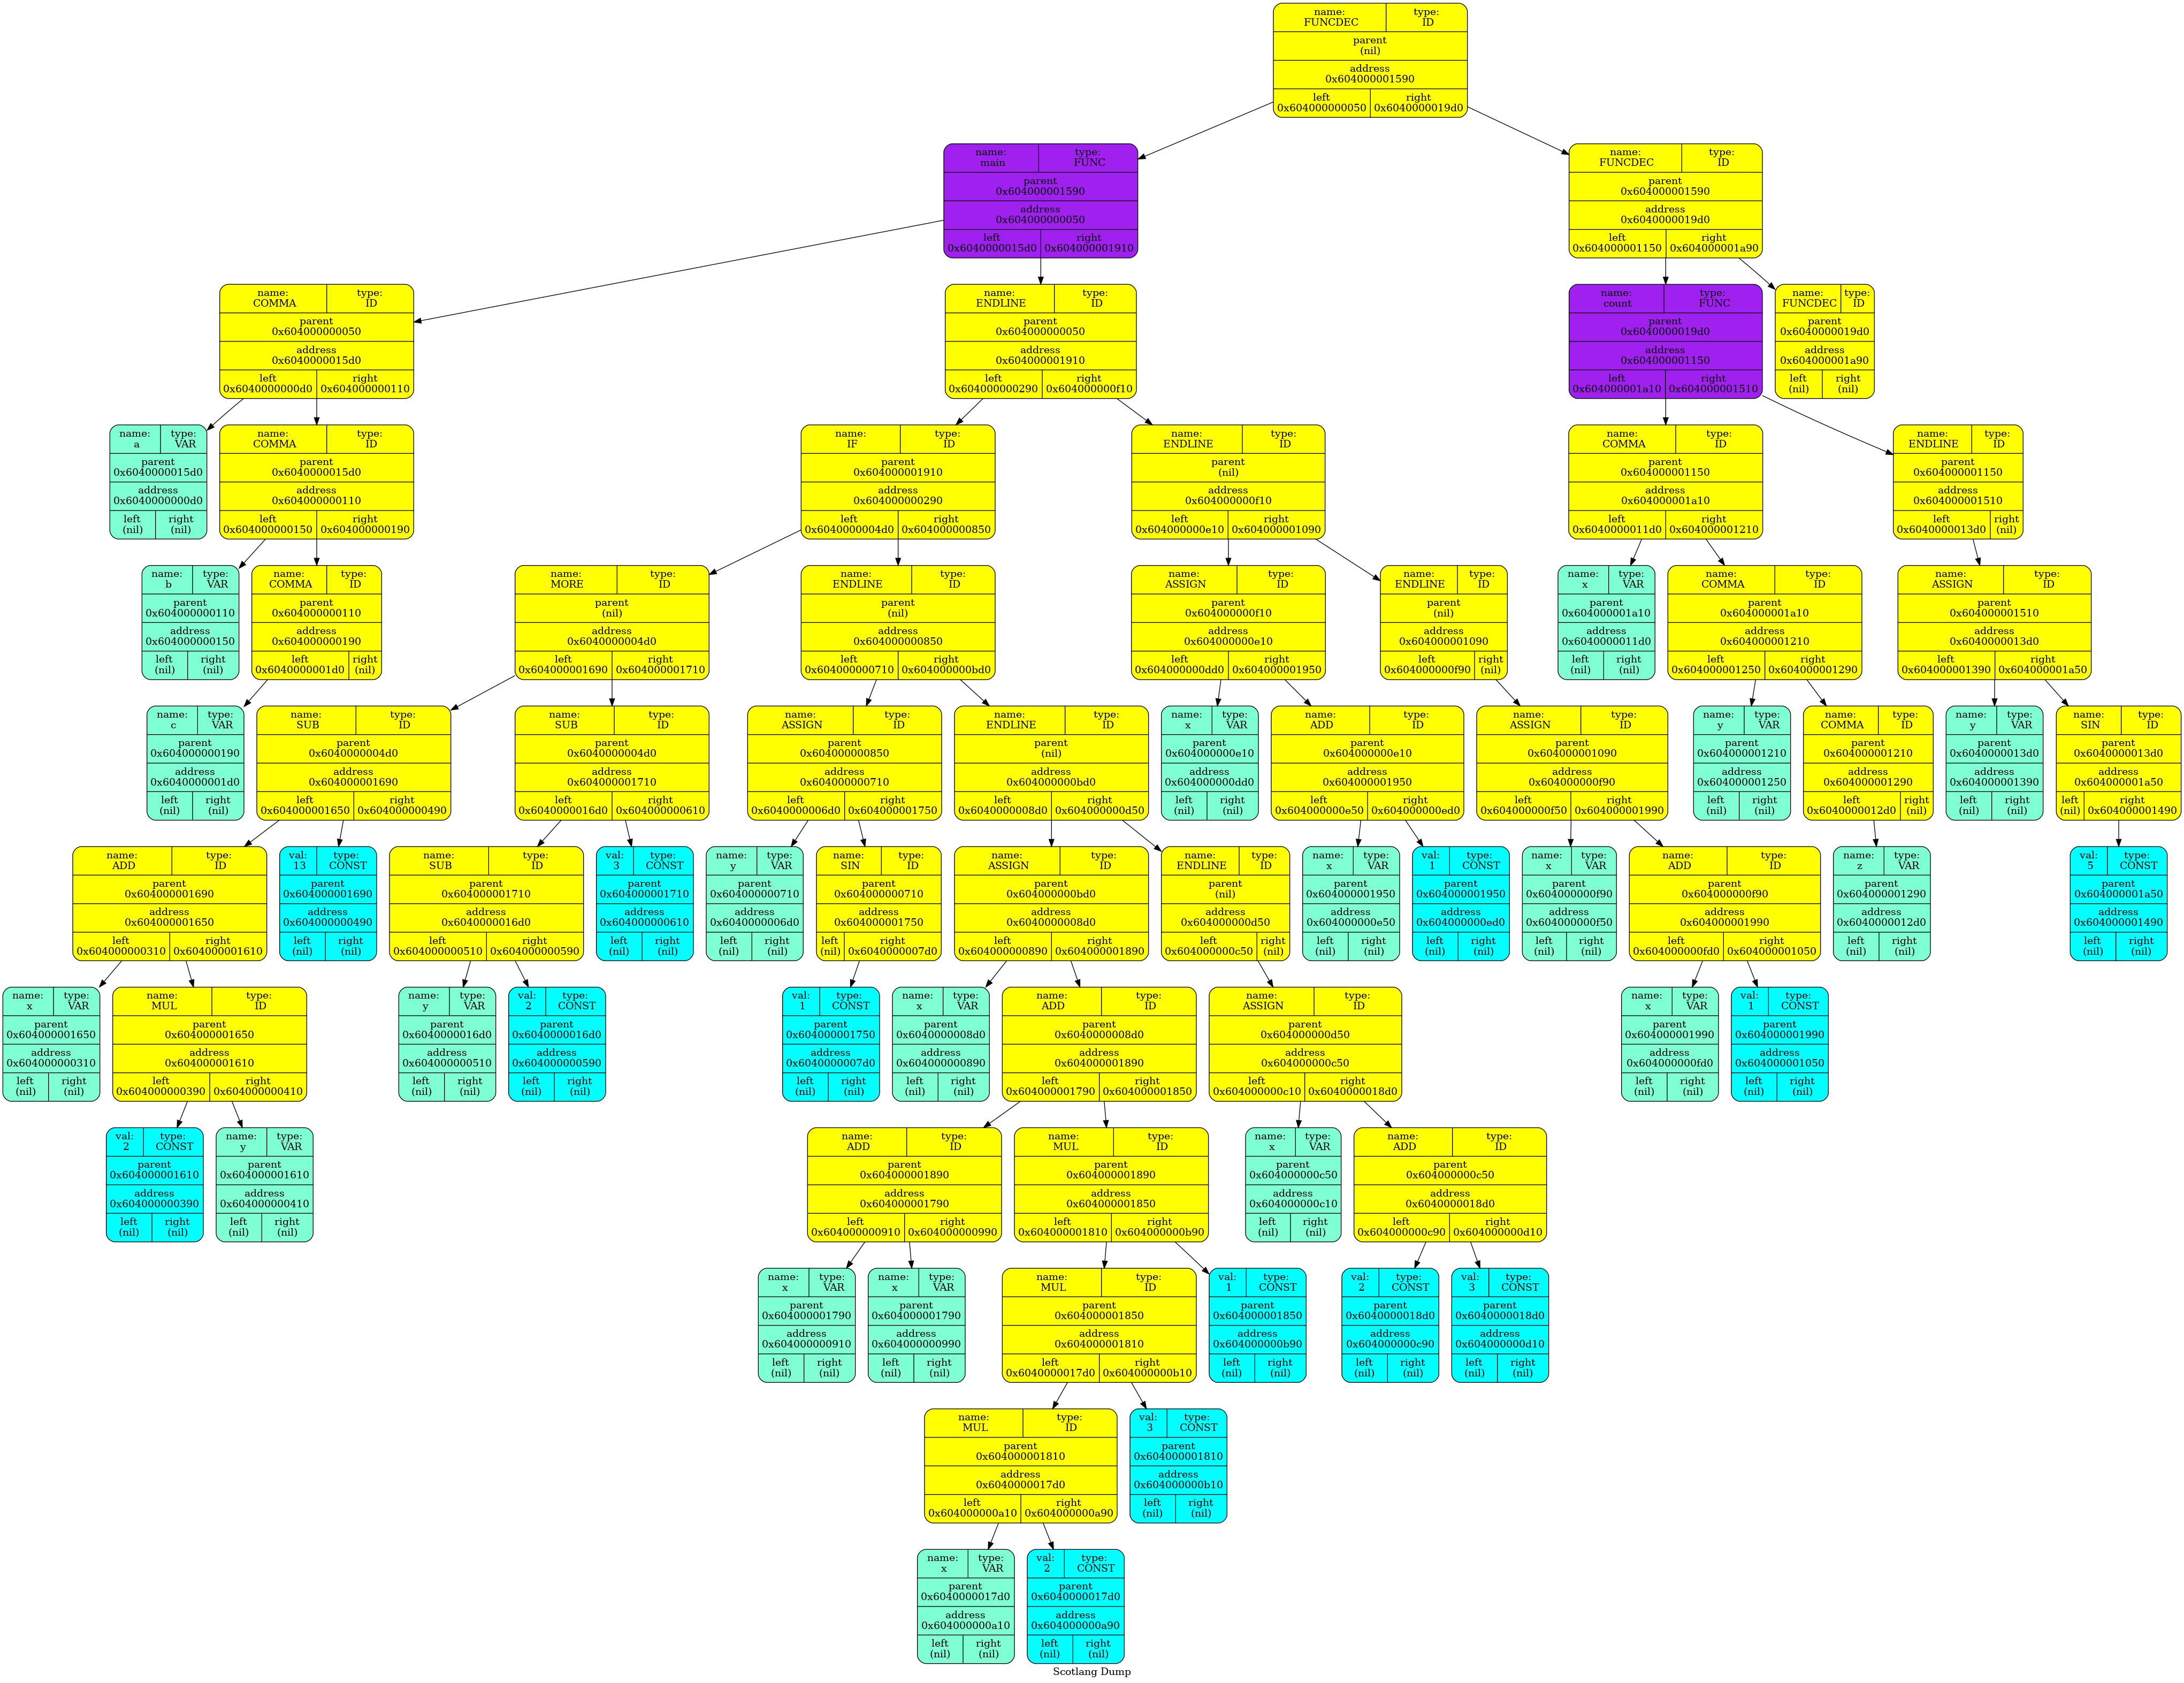 name: type:
FUNCDEC ID
parent
(nil)
address
0x604000001590
left right
0x604000000050 0x6040000019d0
name: type:
main FUNC
parent
0x604000001590
address
0x604000000050
left right
0x6040000015d0 0x604000001910
name: type:
FUNCDEC ID
parent
0x604000001590
address
0x6040000019d0
left right
0x604000001150 0x604000001a90
name: type:
COMMA ID
parent
0x604000000050
address
0x6040000015d0
left right
0x6040000000d0 0x604000000110
name: type:
ENDLINE ID
parent
0x604000000050
address
0x604000001910
left right
0x604000000290 0x604000000f10
name: type:
count FUNC
parent
0x6040000019d0
address
0x604000001150
left right
0x604000001a10 0x604000001510
name: type:
FUNCDEC ID
parent
0x6040000019d0
address
0x604000001a90
left right
(nil) (nil)
name: type:
a VAR
parent
0x6040000015d0
address
0x6040000000d0
left right
(nil) (nil)
name: type:
COMMA ID
parent
0x6040000015d0
address
0x604000000110
left right
0x604000000150 0x604000000190
name: type:
IF ID
parent
0x604000001910
address
0x604000000290
left right
0x6040000004d0 0x604000000850
name: type:
ENDLINE ID
parent
(nil)
address
0x604000000f10
left right
0x604000000e10 0x604000001090
name: type:
COMMA ID
parent
0x604000001150
address
0x604000001a10
left right
0x6040000011d0 0x604000001210
name: type:
ENDLINE ID
parent
0x604000001150
address
0x604000001510
left right
0x6040000013d0 (nil)
name: type:
b VAR
parent
0x604000000110
address
0x604000000150
left right
(nil) (nil)
name: type:
COMMA ID
parent
0x604000000110
address
0x604000000190
left right
0x6040000001d0 (nil)
name: type:
MORE ID
parent
(nil)
address
0x6040000004d0
left right
0x604000001690 0x604000001710
name: type:
ENDLINE ID
parent
(nil)
address
0x604000000850
left right
0x604000000710 0x604000000bd0
name: type:
ASSIGN ID
parent
0x604000000f10
address
0x604000000e10
left right
0x604000000dd0 0x604000001950
name: type:
ENDLINE ID
parent
(nil)
address
0x604000001090
left right
0x604000000f90 (nil)
name: type:
x VAR
parent
0x604000001a10
address
0x6040000011d0
left right
(nil) (nil)
name: type:
COMMA ID
parent
0x604000001a10
address
0x604000001210
left right
0x604000001250 0x604000001290
name: type:
ASSIGN ID
parent
0x604000001510
address
0x6040000013d0
left right
0x604000001390 0x604000001a50
name: type:
c VAR
parent
0x604000000190
address
0x6040000001d0
left right
(nil) (nil)
name: type:
SUB ID
parent
0x6040000004d0
address
0x604000001690
left right
0x604000001650 0x604000000490
name: type:
SUB ID
parent
0x6040000004d0
address
0x604000001710
left right
0x6040000016d0 0x604000000610
name: type:
ASSIGN ID
parent
0x604000000850
address
0x604000000710
left right
0x6040000006d0 0x604000001750
name: type:
ENDLINE ID
parent
(nil)
address
0x604000000bd0
left right
0x6040000008d0 0x604000000d50
name: type:
x VAR
parent
0x604000000e10
address
0x604000000dd0
left right
(nil) (nil)
name: type:
ADD ID
parent
0x604000000e10
address
0x604000001950
left right
0x604000000e50 0x604000000ed0
name: type:
ASSIGN ID
parent
0x604000001090
address
0x604000000f90
left right
0x604000000f50 0x604000001990
name: type:
y VAR
parent
0x604000001210
address
0x604000001250
left right
(nil) (nil)
name: type:
COMMA ID
parent
0x604000001210
address
0x604000001290
left right
0x6040000012d0 (nil)
name: type:
y VAR
parent
0x6040000013d0
address
0x604000001390
left right
(nil) (nil)
name: type:
SIN ID
parent
0x6040000013d0
address
0x604000001a50
left right
(nil) 0x604000001490
name: type:
ADD ID
parent
0x604000001690
address
0x604000001650
left right
0x604000000310 0x604000001610
val: type:
13 CONST
parent
0x604000001690
address
0x604000000490
left right
(nil) (nil)
name: type:
SUB ID
parent
0x604000001710
address
0x6040000016d0
left right
0x604000000510 0x604000000590
val: type:
3 CONST
parent
0x604000001710
address
0x604000000610
left right
(nil) (nil)
name: type:
y VAR
parent
0x604000000710
address
0x6040000006d0
left right
(nil) (nil)
name: type:
SIN ID
parent
0x604000000710
address
0x604000001750
left right
(nil) 0x6040000007d0
name: type:
ASSIGN ID
parent
0x604000000bd0
address
0x6040000008d0
left right
0x604000000890 0x604000001890
name: type:
ENDLINE ID
parent
(nil)
address
0x604000000d50
left right
0x604000000c50 (nil)
name: type:
x VAR
parent
0x604000001950
address
0x604000000e50
left right
(nil) (nil)
val: type:
1 CONST
parent
0x604000001950
address
0x604000000ed0
left right
(nil) (nil)
name: type:
x VAR
parent
0x604000000f90
address
0x604000000f50
left right
(nil) (nil)
name: type:
ADD ID
parent
0x604000000f90
address
0x604000001990
left right
0x604000000fd0 0x604000001050
name: type:
z VAR
parent
0x604000001290
address
0x6040000012d0
left right
(nil) (nil)
val: type:
5 CONST
parent
0x604000001a50
address
0x604000001490
left right
(nil) (nil)
name: type:
x VAR
parent
0x604000001650
address
0x604000000310
left right
(nil) (nil)
name: type:
MUL ID
parent
0x604000001650
address
0x604000001610
left right
0x604000000390 0x604000000410
name: type:
y VAR
parent
0x6040000016d0
address
0x604000000510
left right
(nil) (nil)
val: type:
2 CONST
parent
0x6040000016d0
address
0x604000000590
left right
(nil) (nil)
val: type:
1 CONST
parent
0x604000001750
address
0x6040000007d0
left right
(nil) (nil)
name: type:
x VAR
parent
0x6040000008d0
address
0x604000000890
left right
(nil) (nil)
name: type:
ADD ID
parent
0x6040000008d0
address
0x604000001890
left right
0x604000001790 0x604000001850
name: type:
ASSIGN ID
parent
0x604000000d50
address
0x604000000c50
left right
0x604000000c10 0x6040000018d0
name: type:
x VAR
parent
0x604000001990
address
0x604000000fd0
left right
(nil) (nil)
val: type:
1 CONST
parent
0x604000001990
address
0x604000001050
left right
(nil) (nil)
val: type:
2 CONST
parent
0x604000001610
address
0x604000000390
left right
(nil) (nil)
name: type:
y VAR
parent
0x604000001610
address
0x604000000410
left right
(nil) (nil)
name: type:
ADD ID
parent
0x604000001890
address
0x604000001790
left right
0x604000000910 0x604000000990
name: type:
MUL ID
parent
0x604000001890
address
0x604000001850
left right
0x604000001810 0x604000000b90
name: type:
x VAR
parent
0x604000000c50
address
0x604000000c10
left right
(nil) (nil)
name: type:
ADD ID
parent
0x604000000c50
address
0x6040000018d0
left right
0x604000000c90 0x604000000d10
name: type:
x VAR
parent
0x604000001790
address
0x604000000910
left right
(nil) (nil)
name: type:
x VAR
parent
0x604000001790
address
0x604000000990
left right
(nil) (nil)
name: type:
MUL ID
parent
0x604000001850
address
0x604000001810
left right
0x6040000017d0 0x604000000b10
val: type:
1 CONST
parent
0x604000001850
address
0x604000000b90
left right
(nil) (nil)
val: type:
2 CONST
parent
0x6040000018d0
address
0x604000000c90
left right
(nil) (nil)
val: type:
3 CONST
parent
0x6040000018d0
address
0x604000000d10
left right
(nil) (nil)
name: type:
MUL ID
parent
0x604000001810
address
0x6040000017d0
left right
0x604000000a10 0x604000000a90
val: type:
3 CONST
parent
0x604000001810
address
0x604000000b10
left right
(nil) (nil)
name: type:
x VAR
parent
0x6040000017d0
address
0x604000000a10
left right
(nil) (nil)
val: type:
2 CONST
parent
0x6040000017d0
address
0x604000000a90
left right
(nil) (nil)
Scotlang Dump